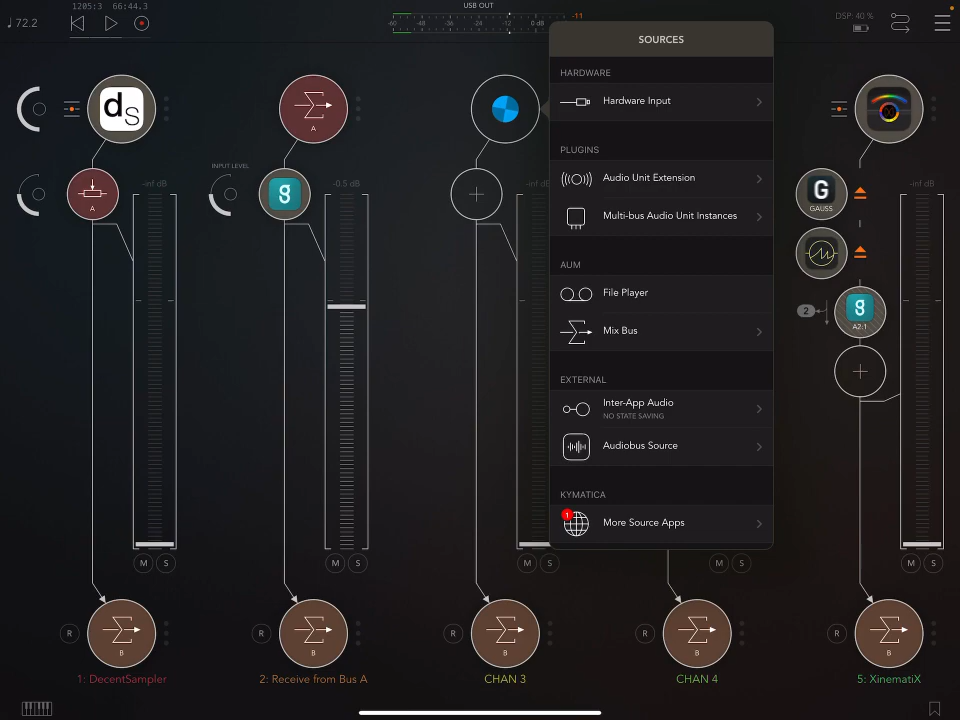 ♩ 72.2
1205:3 66:44.3
USB OUT
-60 -48 -36 -24 -12 0 dB
-11
DSP: 40 %
SOURCES
HARDWARE
Hardware Input
PLUGINS
Audio Unit Extension
Multi-bus Audio Unit Instances
AUM
File Player
Mix Bus
EXTERNAL
Inter-App Audio
NO STATE SAVING
Audiobus Source
KYMATICA
1
More Source Apps
ds
A
A
-inf dB
INPUT LEVEL
8
-0.5 dB
-inf dB
G
GAUSS
2
8
A2:1
-inf dB
M S
M S
M S
M S
M S
R
B
R
B
R
B
R
B
B
1: DecentSampler
2: Receive from Bus A
CHAN 3
CHAN 4
5: XinematiX